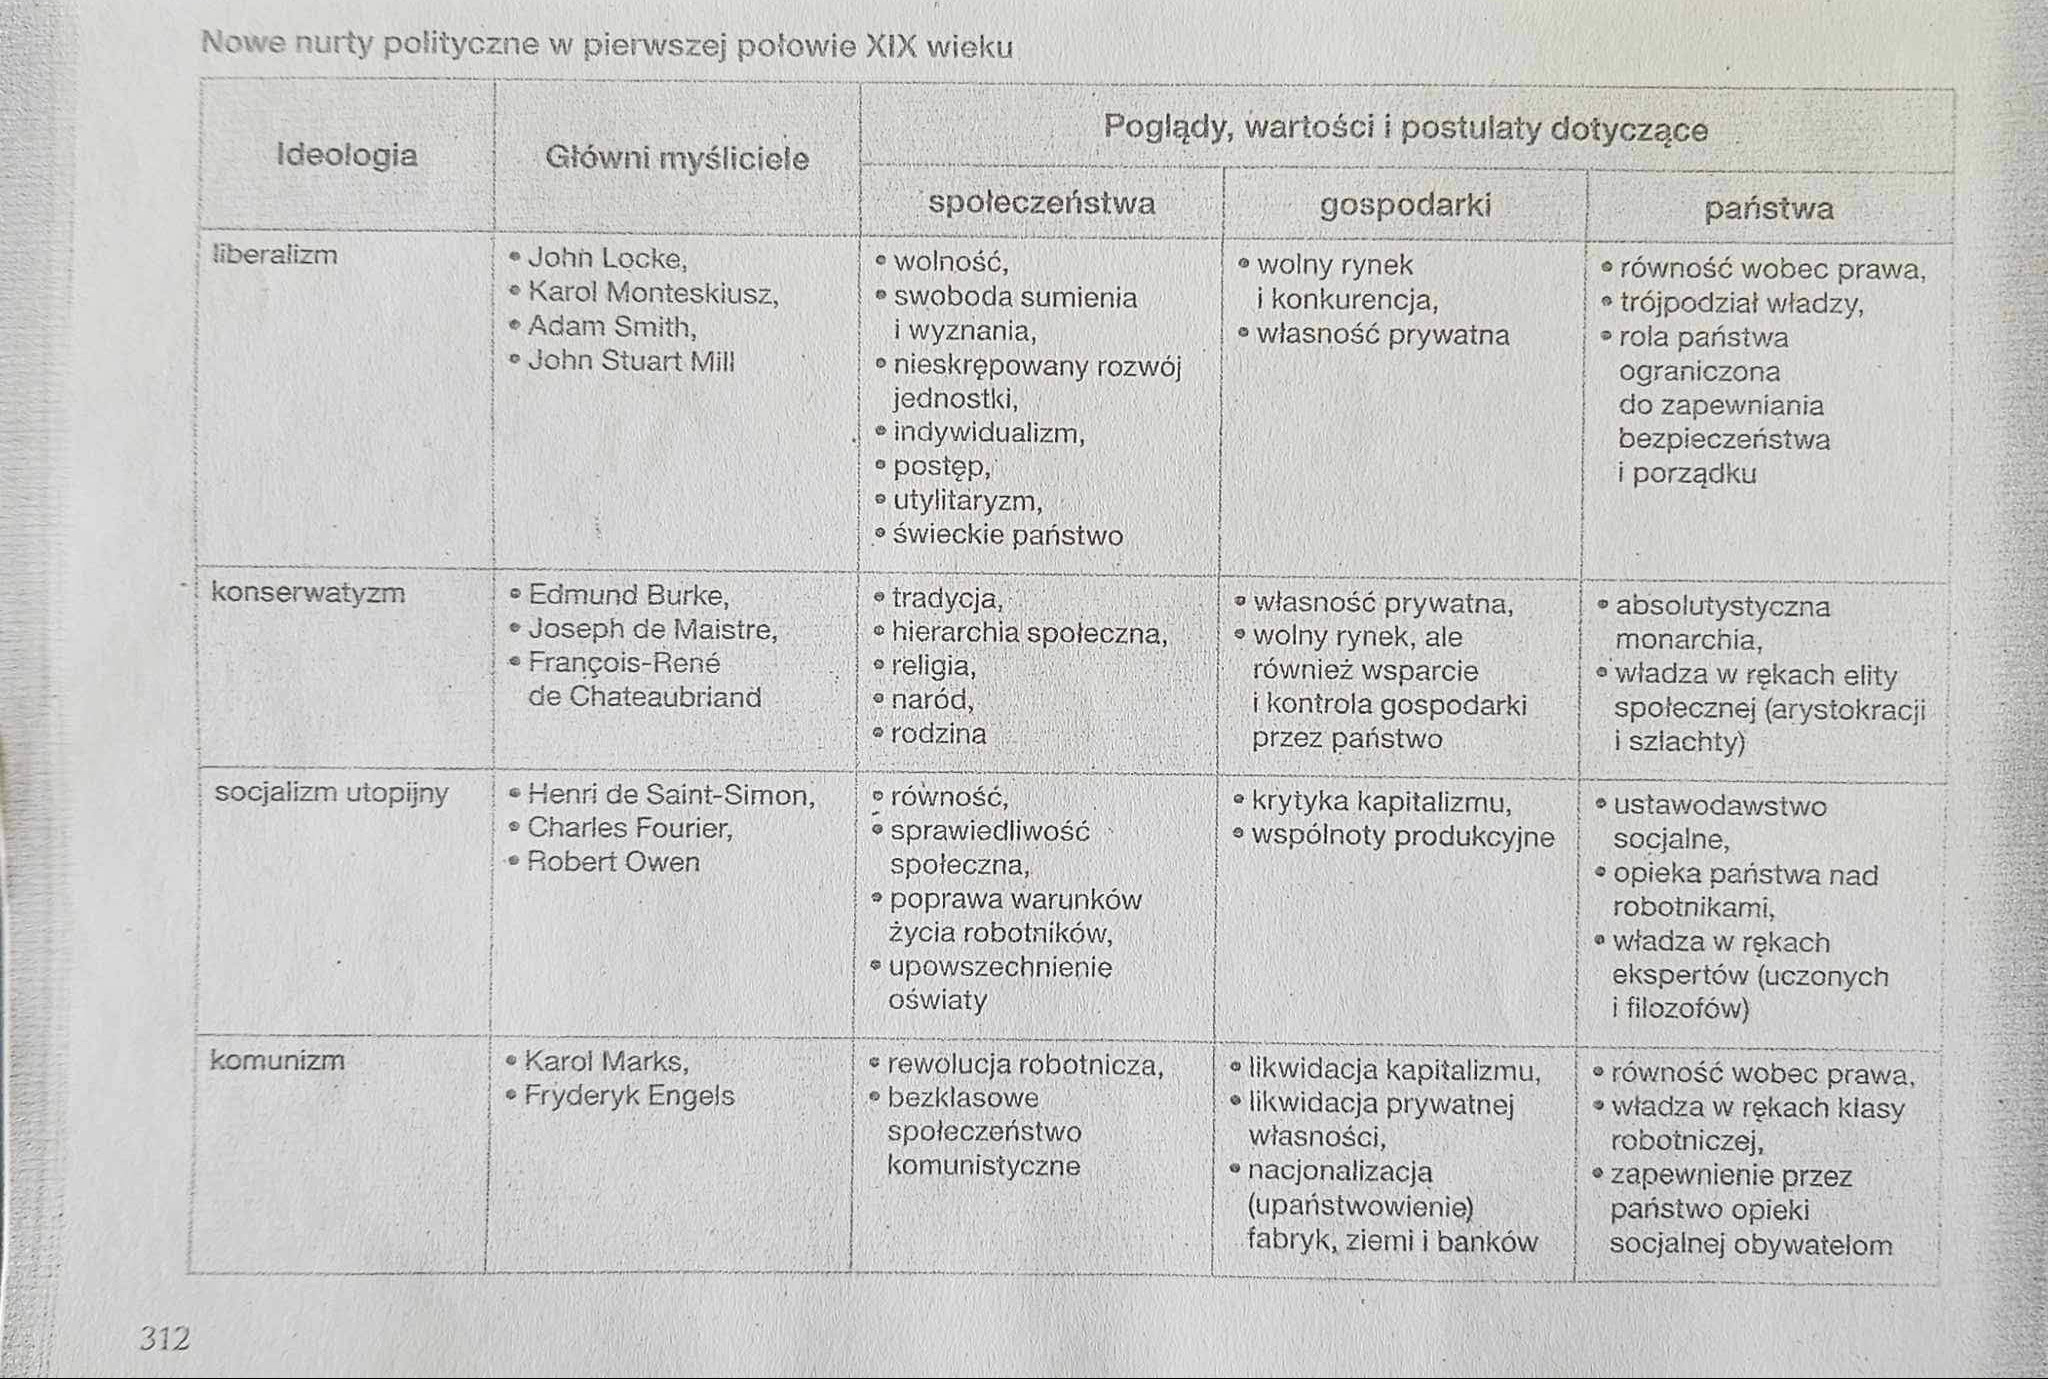 Nowe nurty polityczne w pierwszej połowie XIX wieku
Ideologia
Główni myśliciele
Poglądy, wartości i postulaty dotyczące
społeczeństwa
gospodarki
państwa
liberalizm
• John Locke,
• Karol Monteskiusz,
• Adam Smith,
• John Stuart Mill
• wolność,
• swoboda sumienia
i wyznania,
• nieskrępowany rozwój
jednostki,
• indywidualizm,
• postęp,
• utylitaryzm,
• świeckie państwo
• wolny rynek
i konkurencja,
• własność prywatna
• równość wobec prawa,
• trójpodział władzy,
• rola państwa
ograniczona
do zapewniania
bezpieczeństwa
i porządku
konserwatyzm
• Edmund Burke,
• Joseph de Maistre,
• François-René
de Chateaubriand
• tradycja,
• hierarchia społeczna,
• religia,
• naród,
• rodzina
• własność prywatna,
• wolny rynek, ale
również wsparcie
i kontrola gospodarki
przez państwo
• absolutystyczna
monarchia,
• władza w rękach elity
społecznej (arystokracji
i szlachty)
socjalizm utopijny
• Henri de Saint-Simon,
• Charles Fourier,
• Robert Owen
• równość,
• sprawiedliwość
społeczna,
• poprawa warunków
życia robotników,
• upowszechnienie
oświaty
• krytyka kapitalizmu,
• wspólnoty produkcyjne
• ustawodawstwo
socjalne,
• opieka państwa nad
robotnikami,
• władza w rękach
ekspertów (uczonych
i filozofów)
komunizm
• Karol Marks,
• Fryderyk Engels
• rewolucja robotnicza,
• bezklasowe
społeczeństwo
komunistyczne
• likwidacja kapitalizmu,
• likwidacja prywatnej
własności,
• nacjonalizacja
(upaństwowienie)
fabryk, ziemi i banków
• równość wobec prawa,
• władza w rękach klasy
robotniczej,
• zapewnienie przez
państwo opieki
socjalnej obywatelom
312